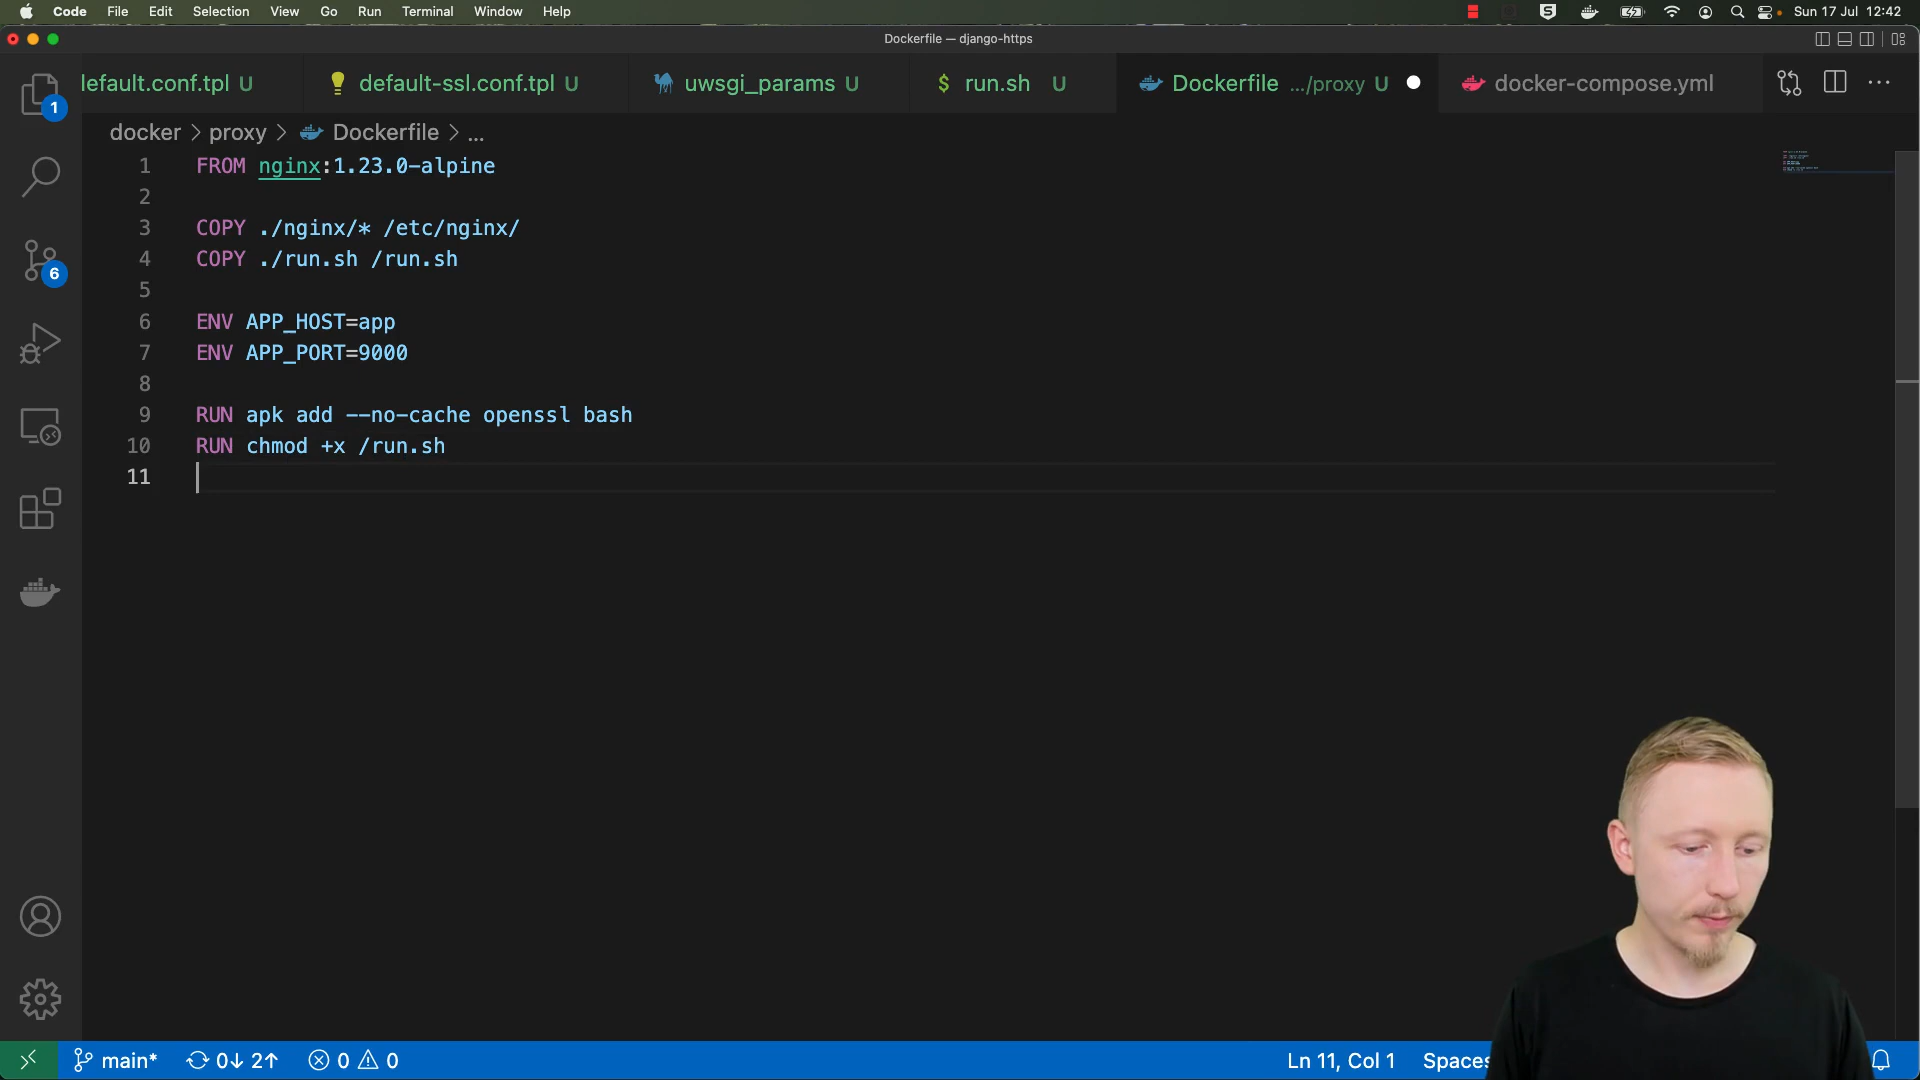 Code File Edit Selection View Go Run Terminal Window Help
Sun 17 Jul 12:42
Dockerfile — django-https
lefault.conf.tpl U
default-ssl.conf.tpl U
uwsgi_params U
$ run.sh U
Dockerfile .../proxy U
docker-compose.yml
docker > proxy > Dockerfile > ...
1 FROM nginx:1.23.0-alpine
2
3 COPY ./nginx/* /etc/nginx/
4 COPY ./run.sh /run.sh
5
6 ENV APP_HOST=app
7 ENV APP_PORT=9000
8
9 RUN apk add --no-cache openssl bash
10 RUN chmod +x /run.sh
11
1
6
main* 0↓ 2↑ 0 0
Ln 11, Col 1 Spaces